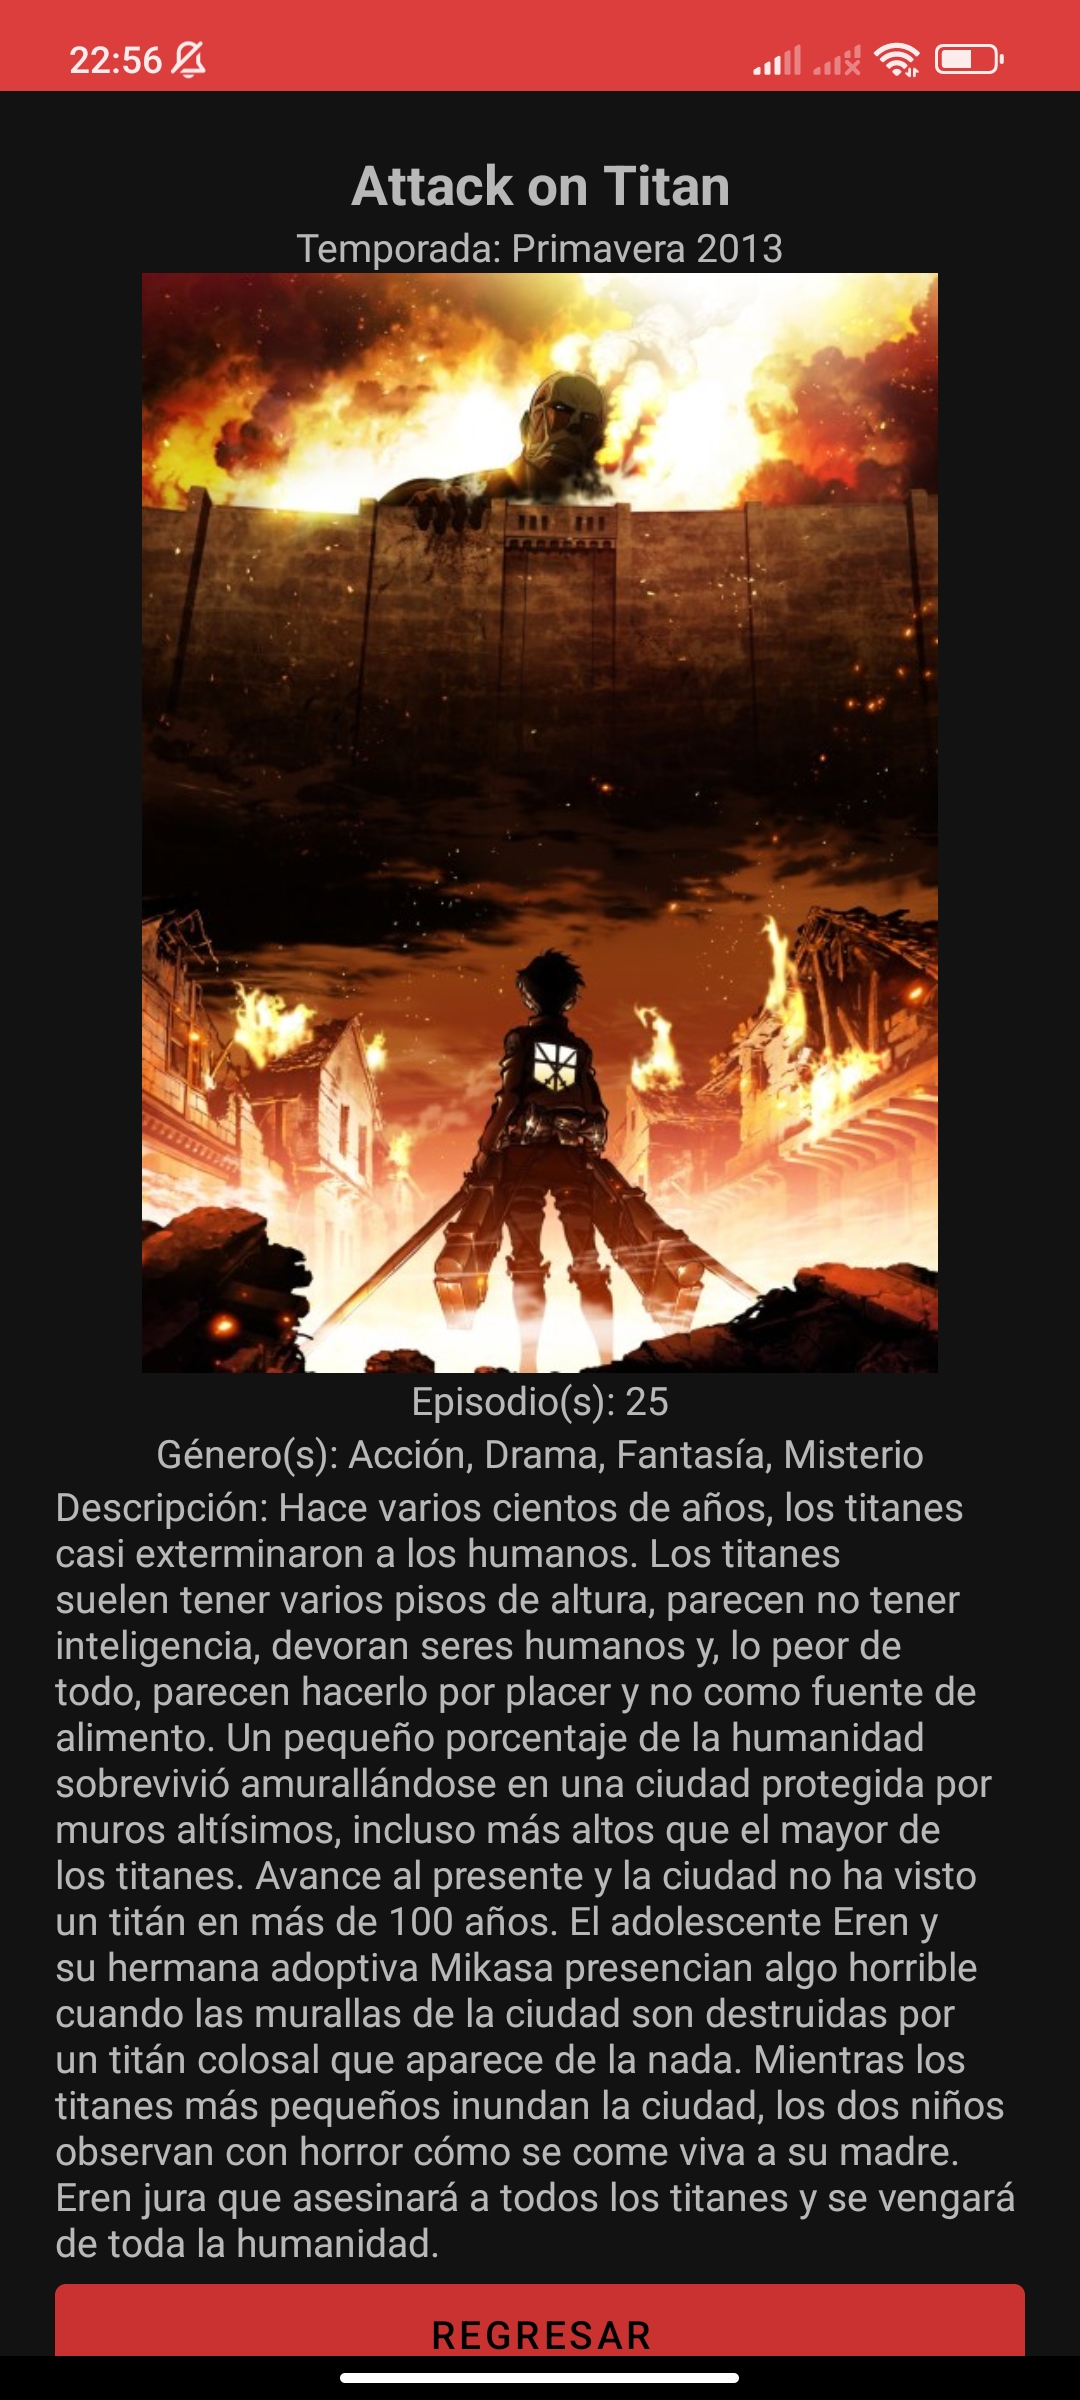 22:56
Attack on Titan
Temporada: Primavera 2013
Episodio(s): 25
Género(s): Acción, Drama, Fantasía, Misterio
Descripción: Hace varios cientos de años, los titanes
casi exterminaron a los humanos. Los titanes
suelen tener varios pisos de altura, parecen no tener
inteligencia, devoran seres humanos y, lo peor de
todo, parecen hacerlo por placer y no como fuente de
alimento. Un pequeño porcentaje de la humanidad
sobrevivió amurallándose en una ciudad protegida por
muros altísimos, incluso más altos que el mayor de
los titanes. Avance al presente y la ciudad no ha visto
un titán en más de 100 años. El adolescente Eren y
su hermana adoptiva Mikasa presencian algo horrible
cuando las murallas de la ciudad son destruidas por
un titán colosal que aparece de la nada. Mientras los
titanes más pequeños inundan la ciudad, los dos niños
observan con horror cómo se come viva a su madre.
Eren jura que asesinará a todos los titanes y se vengará
de toda la humanidad.
REGRESAR